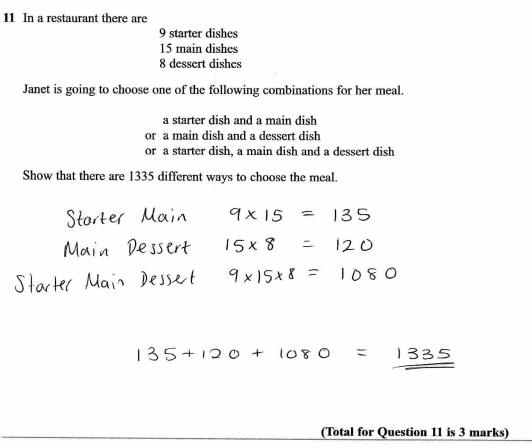 11 In a restaurant there are
9 starter dishes
15 main dishes
8 dessert dishes
Janet is going to choose one of the following combinations for her meal.
a starter dish and a main dish
or a main dish and a dessert dish
or a starter dish, a main dish and a dessert dish
Show that there are 1335 different ways to choose the meal.
Starter Main 9 × 15 = 135
Main Dessert 15 × 8 = 120
Starter Main Dessert 9 × 15 × 8 = 1080
135 + 120 + 1080 = 1335
(Total for Question 11 is 3 marks)